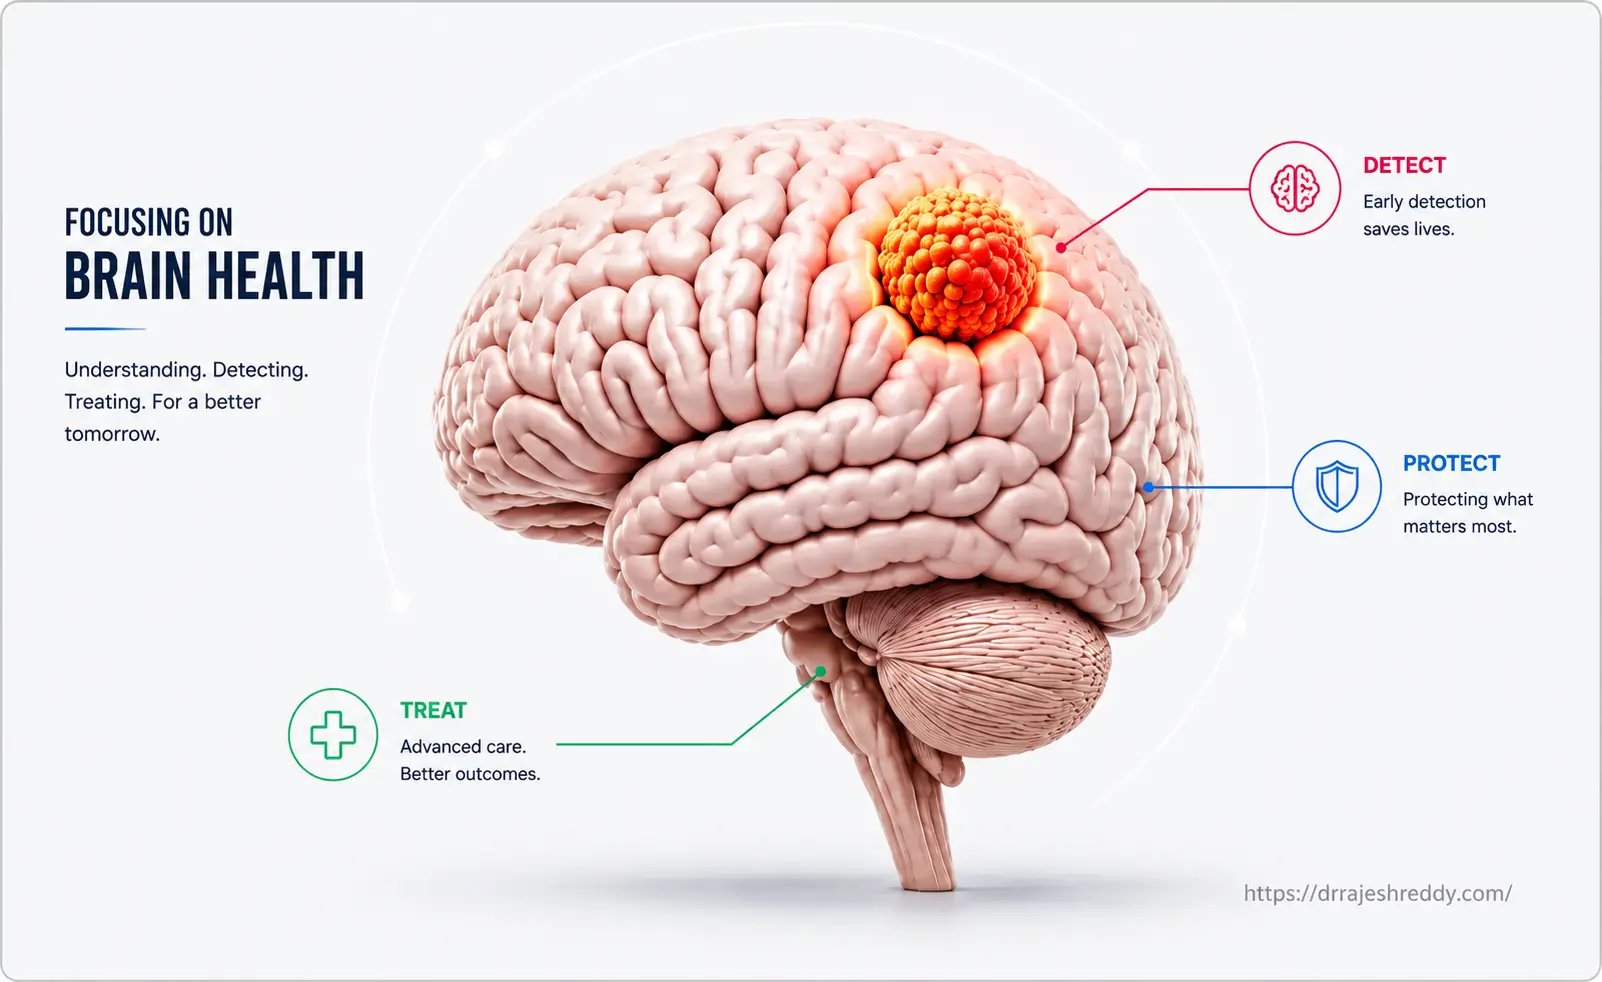 FOCUSING ON
BRAIN HEALTH
Understanding. Detecting.
Treating. For a better
tomorrow.
DETECT
Early detection
saves lives.
PROTECT
Protecting what
matters most.
TREAT
Advanced care.
Better outcomes.
https://drrajeshreddy.com/